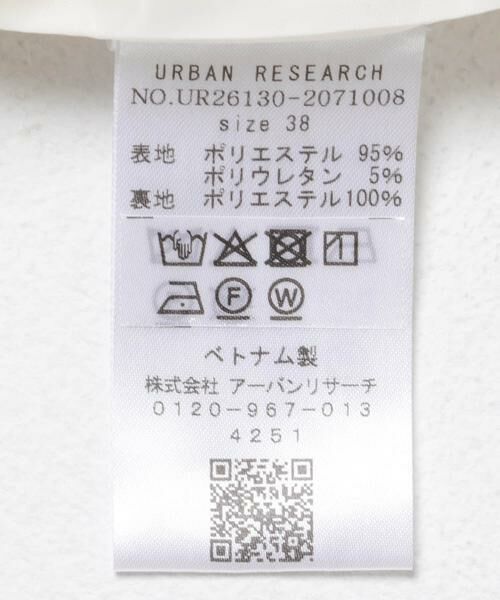 URBAN RESEARCH
NO.UR26130-2071008
size 38
表地 ポリエステル 95%
ポリウレタン 5%
裏地 ポリエステル100%
F W
ベトナム製
株式会社 アーバンリサーチ
0120-967-013
4251